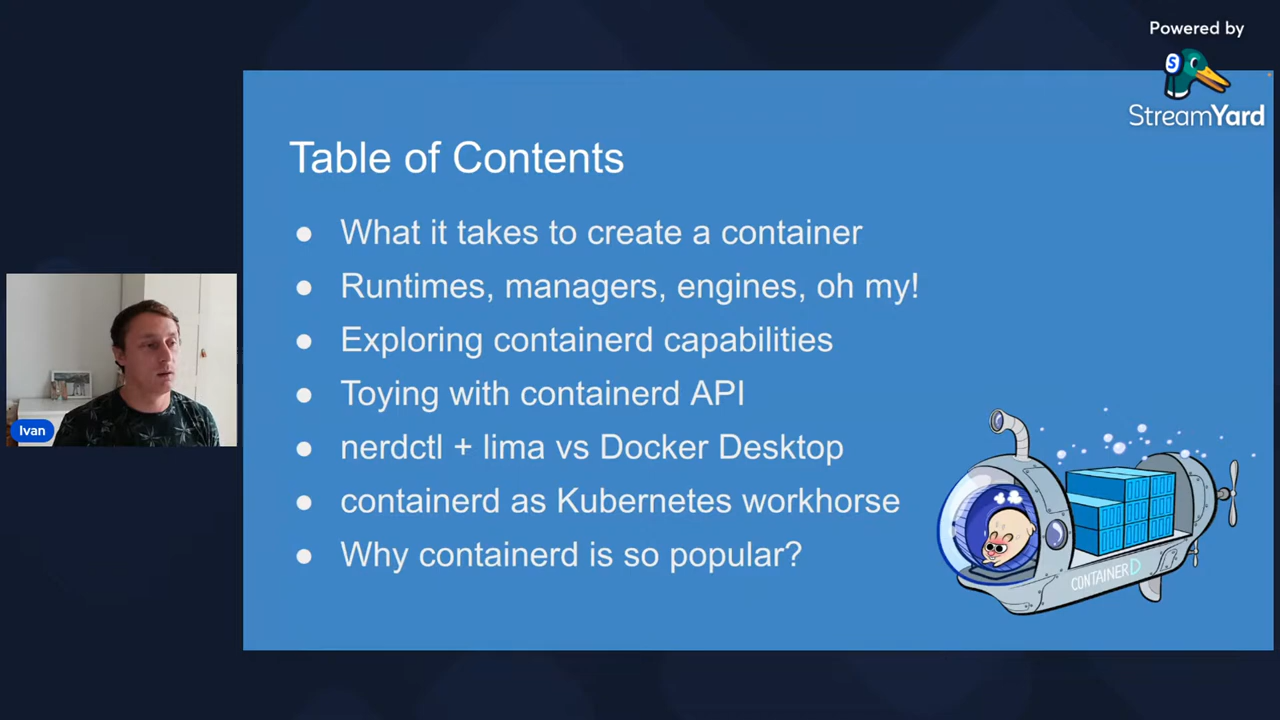 Powered by
StreamYard
Table of Contents
● What it takes to create a container
● Runtimes, managers, engines, oh my!
● Exploring containerd capabilities
● Toying with containerd API
● nerdctl + lima vs Docker Desktop
● containerd as Kubernetes workhorse
● Why containerd is so popular?
Ivan
CONTAINERD